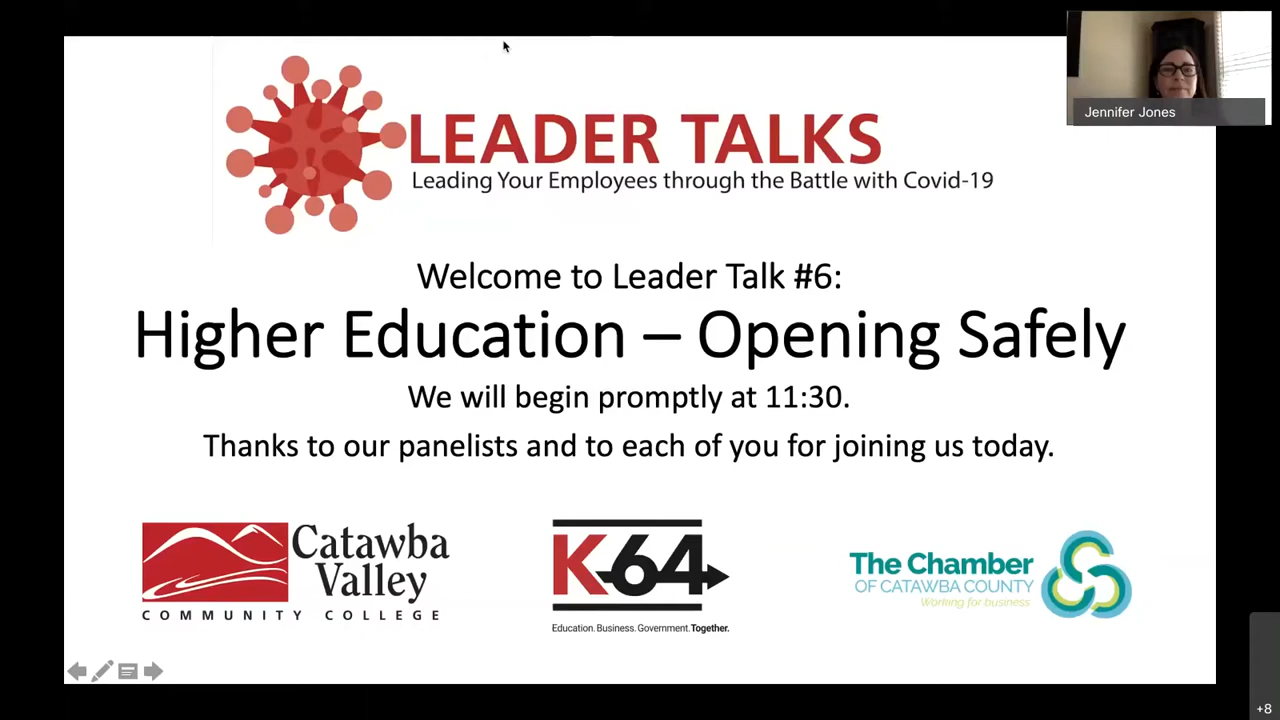 Jennifer Jones
LEADER TALKS
Leading Your Employees through the Battle with Covid-19
Welcome to Leader Talk #6:
Higher Education – Opening Safely
We will begin promptly at 11:30.
Thanks to our panelists and to each of you for joining us today.
Catawba
Valley
COMMUNITY COLLEGE
K-64
Education. Business. Government. Together.
The Chamber
OF CATAWBA COUNTY
Working for business
+8